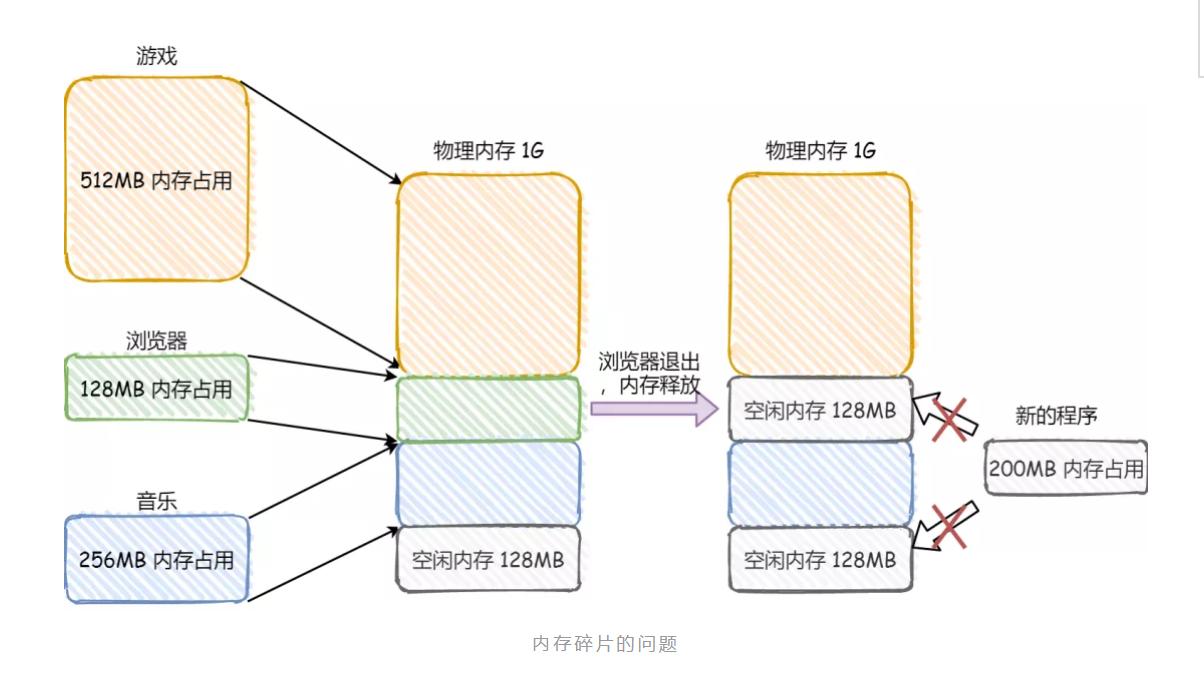 游戏
512MB 内存占用
浏览器
128MB 内存占用
音乐
256MB 内存占用
物理内存 1G
空闲内存 128MB
浏览器退出
，内存释放
物理内存 1G
空闲内存 128MB
空闲内存 128MB
新的程序
200MB 内存占用
内存碎片的问题